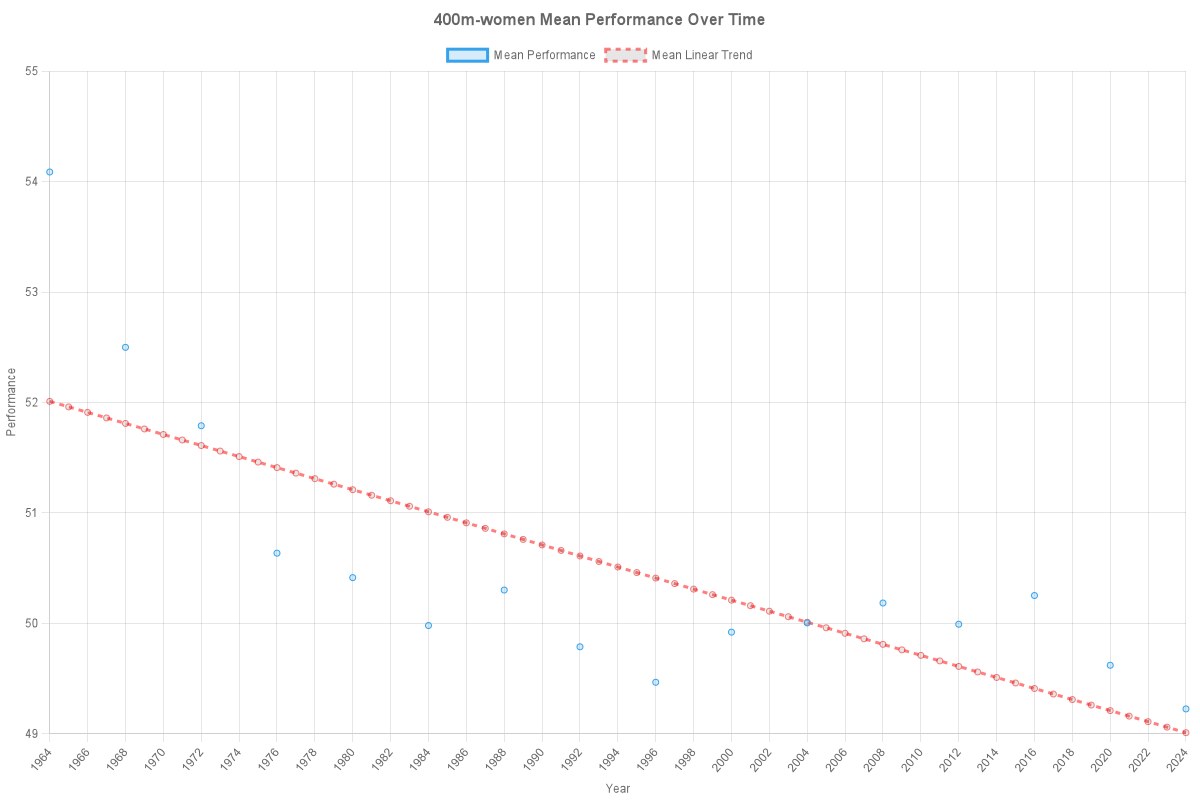 400m-women Mean Performance Over Time
Mean Performance Mean Linear Trend
55
54
53
52
51
50
49
Performance
1964 1966 1968 1970 1972 1974 1976 1978 1980 1982 1984 1986 1988 1990 1992 1994 1996 1998 2000 2002 2004 2006 2008 2010 2012 2014 2016 2018 2020 2022 2024
Year